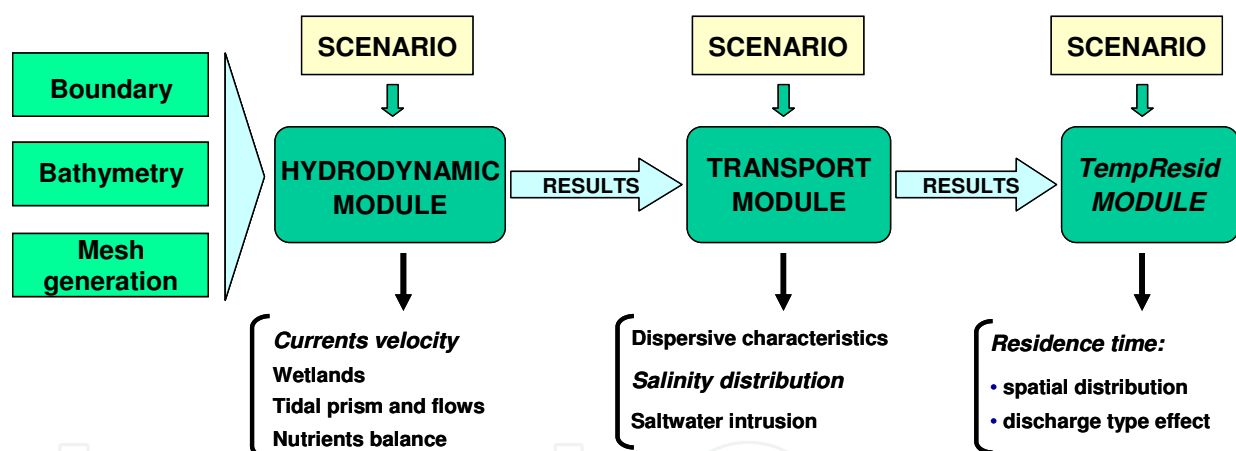 SCENARIO
SCENARIO
SCENARIO
Boundary
Bathymetry
Mesh
generation
HYDRODYNAMIC
MODULE
RESULTS
TRANSPORT
MODULE
RESULTS
TempResid
MODULE
Currents velocity
Wetlands
Tidal prism and flows
Nutrients balance
Dispersive characteristics
Salinity distribution
Saltwater intrusion
Residence time:
• spatial distribution
• discharge type effect